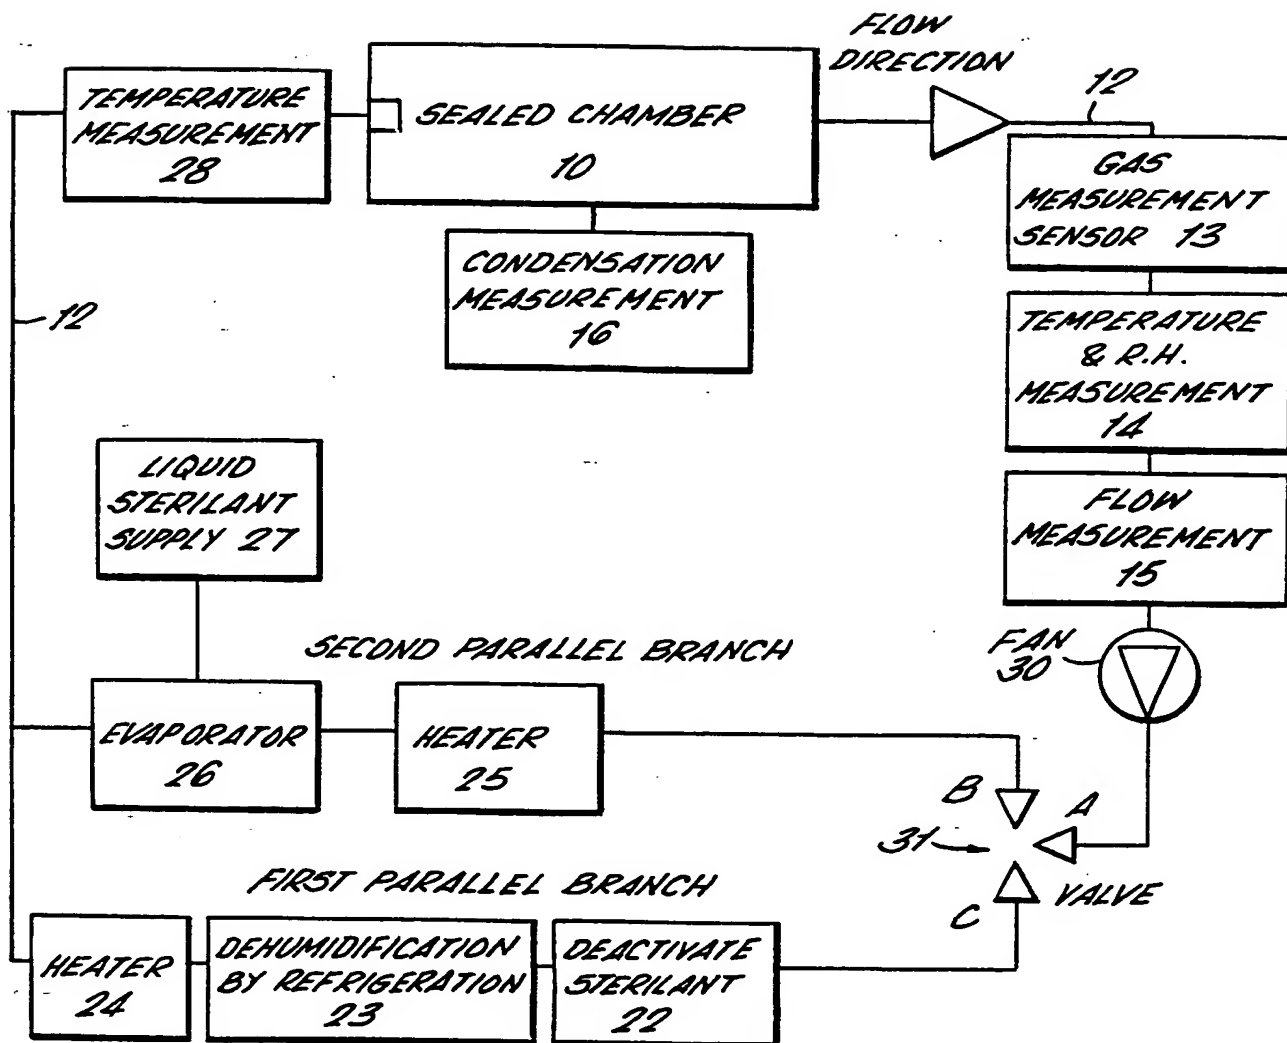 FLOW
DIRECTION
12
TEMPERATURE
MEASUREMENT
28
SEALED CHAMBER
10
GAS
MEASUREMENT
SENSOR 13
CONDENSATION
MEASUREMENT
16
12
TEMPERATURE
& R.H.
MEASUREMENT
14
LIQUID
STERILANT
SUPPLY 27
FLOW
MEASUREMENT
15
SECOND PARALLEL BRANCH
FAN
30
EVAPORATOR
26
HEATER
25
B
A
31
C
VALVE
FIRST PARALLEL BRANCH
HEATER
24
DEHUMIDIFICATION
BY REFRIGERATION
23
DEACTIVATE
STERILANT
22